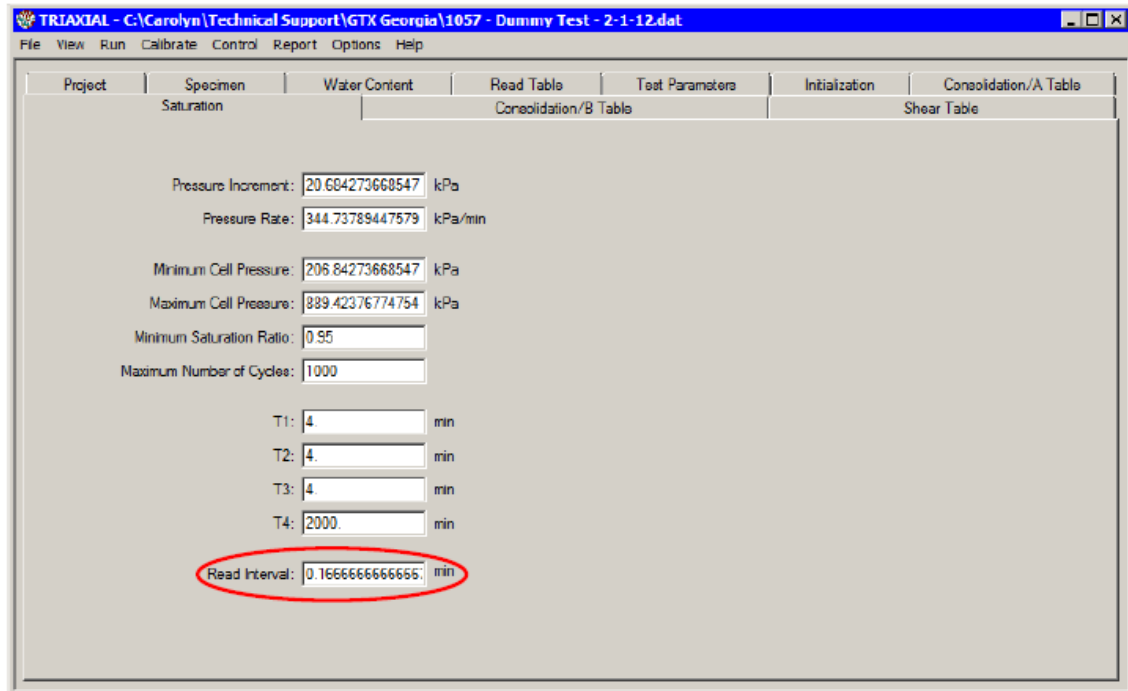 TRIAXIAL - C:\Carolyn\Technical Support\GTX Georgia\1057 - Dummy Test - 2-1-12.dat
File View Run Calibrate Control Report Options Help
Project Specimen Water Content Read Table Test Parameters Initialization Consolidation/A Table
Saturation Consolidation/B Table Shear Table
Pressure Increment: 20.684273668547 kPa
Pressure Rate: 344.73789447579 kPa/min
Minimum Cell Pressure: 206.84273668547 kPa
Maximum Cell Pressure: 889.42376774754 kPa
Minimum Saturation Ratio: 0.95
Maximum Number of Cycles: 1000
T1: 4. min
T2: 4. min
T3: 4. min
T4: 2000. min
Read Interval: 0.1666666666666 min